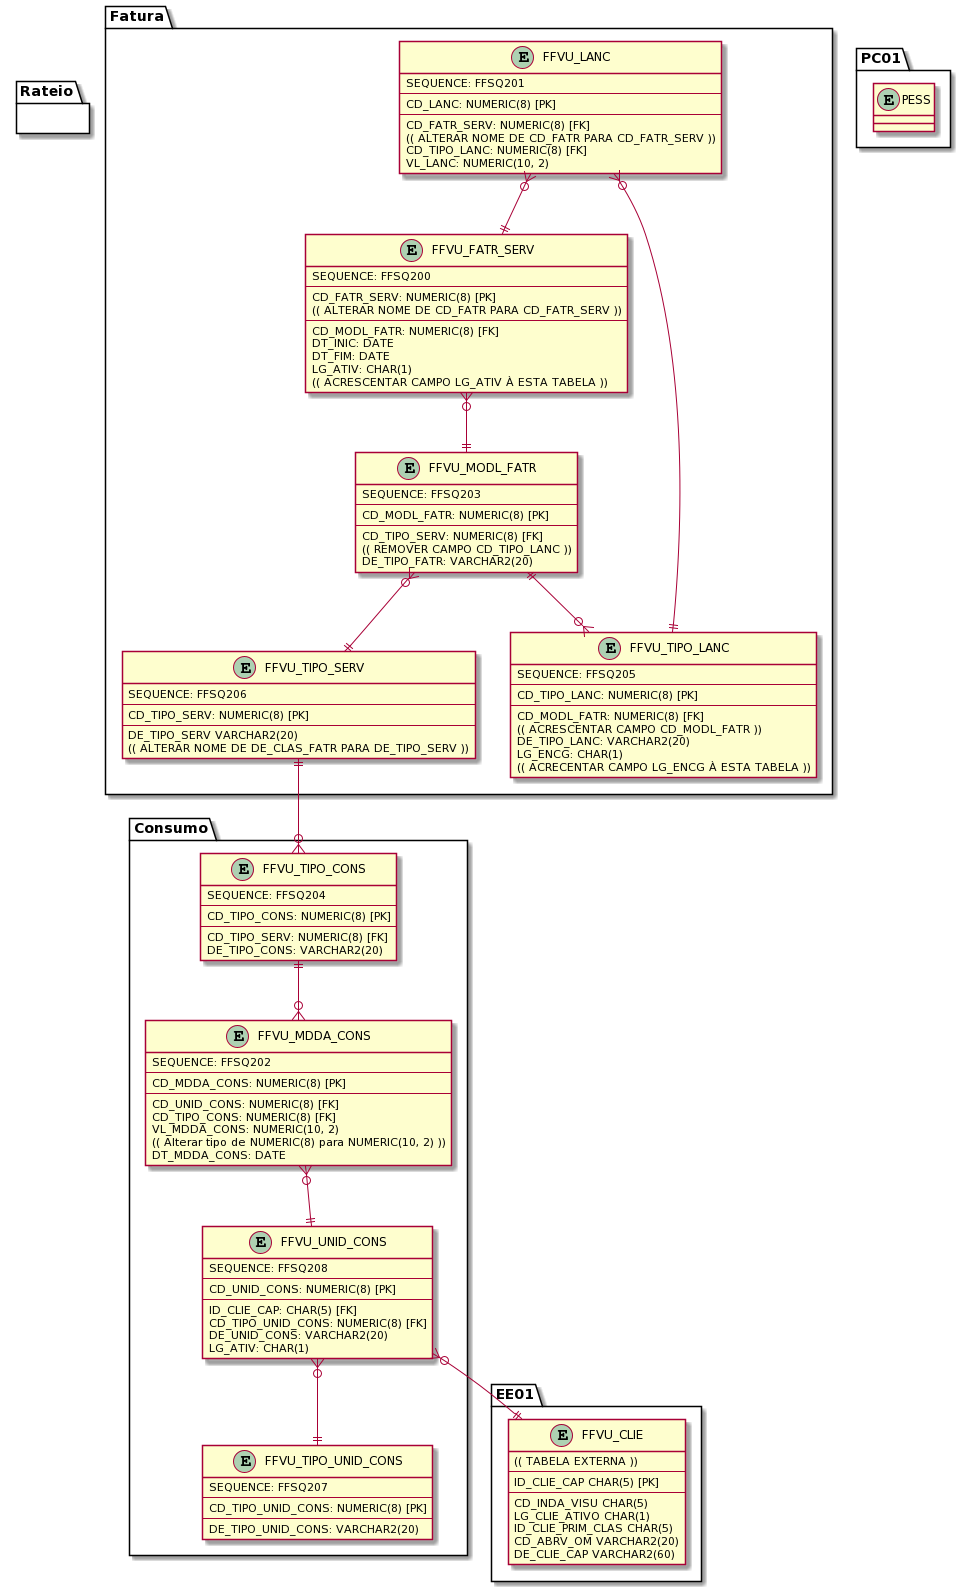 Fatura
E FFVU_LANC
SEQUENCE: FFSQ201
CD_LANC: NUMERIC(8) [PK]
CD_FATR_SERV: NUMERIC(8) [FK]
(( ALTERAR NOME DE CD_FATR PARA CD_FATR_SERV ))
CD_TIPO_LANC: NUMERIC(8) [FK]
VL_LANC: NUMERIC(10, 2)
PC01
E PESS
Rateio
E FFVU_FATR_SERV
SEQUENCE: FFSQ200
CD_FATR_SERV: NUMERIC(8) [PK]
(( ALTERAR NOME DE CD_FATR PARA CD_FATR_SERV ))
CD_MODL_FATR: NUMERIC(8) [FK]
DT_INIC: DATE
DT_FIM: DATE
LG_ATIV: CHAR(1)
(( ACRESCENTAR CAMPO LG_ATIV À ESTA TABELA ))
E FFVU_MODL_FATR
SEQUENCE: FFSQ203
CD_MODL_FATR: NUMERIC(8) [PK]
CD_TIPO_SERV: NUMERIC(8) [FK]
(( REMOVER CAMPO CD_TIPO_LANC ))
DE_TIPO_FATR: VARCHAR2(20)
E FFVU_TIPO_SERV
SEQUENCE: FFSQ206
CD_TIPO_SERV: NUMERIC(8) [PK]
DE_TIPO_SERV VARCHAR2(20)
(( ALTERAR NOME DE DE_CLAS_FATR PARA DE_TIPO_SERV ))
E FFVU_TIPO_LANC
SEQUENCE: FFSQ205
CD_TIPO_LANC: NUMERIC(8) [PK]
CD_MODL_FATR: NUMERIC(8) [FK]
(( ACRESCENTAR CAMPO CD_MODL_FATR ))
DE_TIPO_LANC: VARCHAR2(20)
LG_ENCG: CHAR(1)
(( ACRECENTAR CAMPO LG_ENCG À ESTA TABELA ))
Consumo
E FFVU_TIPO_CONS
SEQUENCE: FFSQ204
CD_TIPO_CONS: NUMERIC(8) [PK]
CD_TIPO_SERV: NUMERIC(8) [FK]
DE_TIPO_CONS: VARCHAR2(20)
E FFVU_MDDA_CONS
SEQUENCE: FFSQ202
CD_MDDA_CONS: NUMERIC(8) [PK]
CD_UNID_CONS: NUMERIC(8) [FK]
CD_TIPO_CONS: NUMERIC(8) [FK]
VL_MDDA_CONS: NUMERIC(10, 2)
(( Alterar tipo de NUMERIC(8) para NUMERIC(10, 2) ))
DT_MDDA_CONS: DATE
E FFVU_UNID_CONS
SEQUENCE: FFSQ208
CD_UNID_CONS: NUMERIC(8) [PK]
ID_CLIE_CAP: CHAR(5) [FK]
CD_TIPO_UNID_CONS: NUMERIC(8) [FK]
DE_UNID_CONS: VARCHAR2(20)
LG_ATIV: CHAR(1)
E FFVU_TIPO_UNID_CONS
SEQUENCE: FFSQ207
CD_TIPO_UNID_CONS: NUMERIC(8) [PK]
DE_TIPO_UNID_CONS: VARCHAR2(20)
EE01
E FFVU_CLIE
(( TABELA EXTERNA ))
ID_CLIE_CAP CHAR(5) [PK]
CD_INDA_VISU CHAR(5)
LG_CLIE_ATIVO CHAR(1)
ID_CLIE_PRIM_CLAS CHAR(5)
CD_ABRV_OM VARCHAR2(20)
DE_CLIE_CAP VARCHAR2(60)